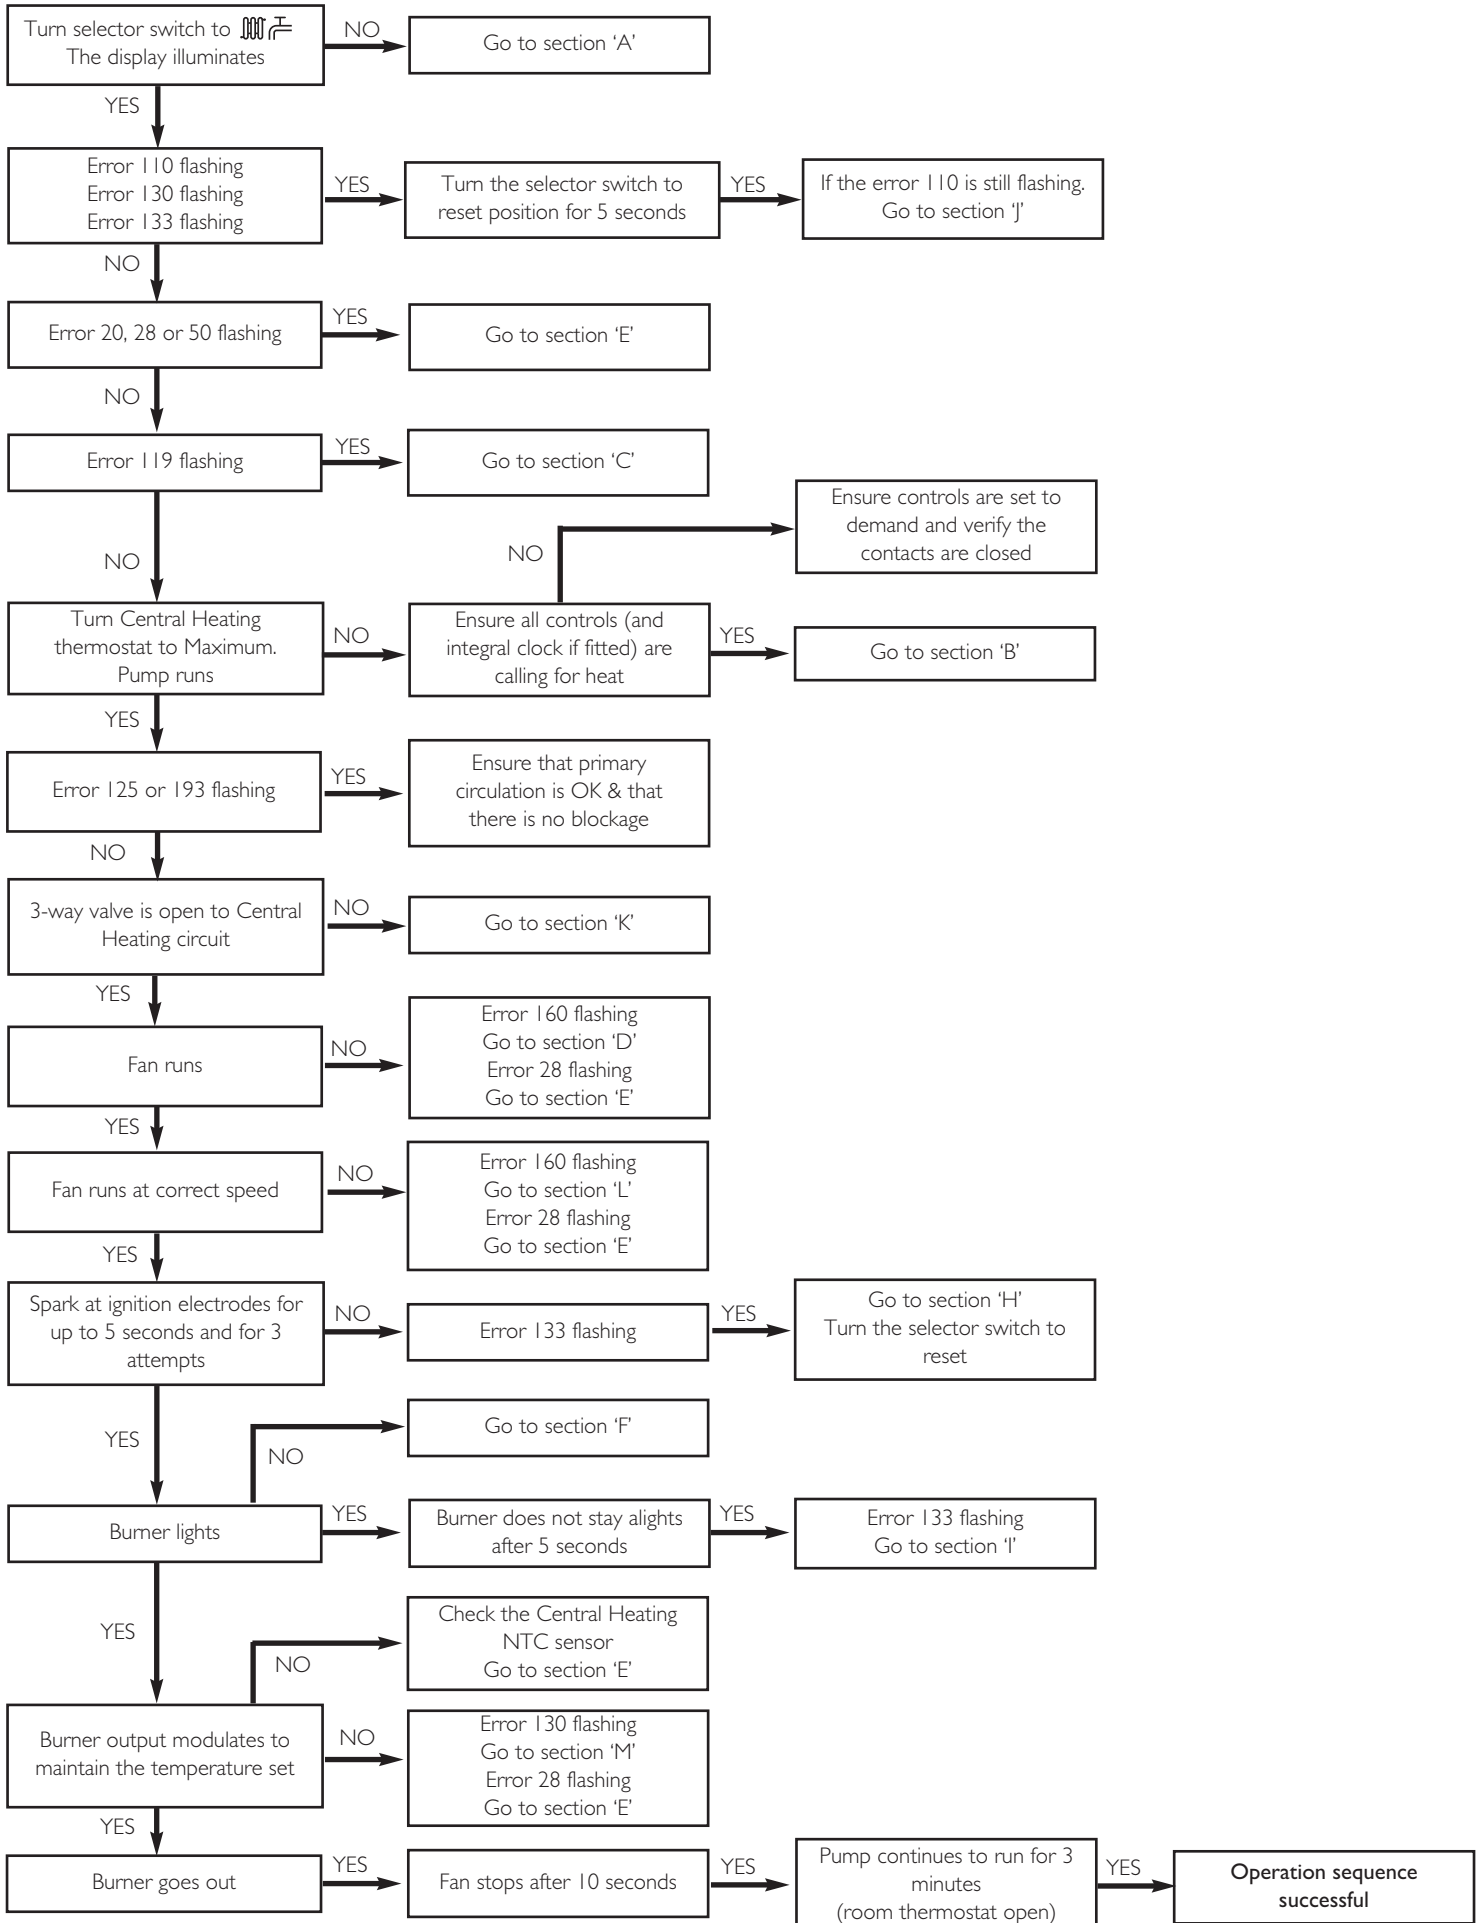 Turn selector switch to
The display illuminates
NO
Go to section ‘A’
YES
Error 110 flashing
Error 130 flashing
Error 133 flashing
YES
Turn the selector switch to
reset position for 5 seconds
YES
If the error 110 is still flashing.
Go to section ‘J’
NO
Error 20, 28 or 50 flashing
YES
Go to section ‘E’
NO
Error 119 flashing
YES
Go to section ‘C’
Ensure controls are set to
demand and verify the
contacts are closed
NO
NO
Turn Central Heating
thermostat to Maximum.
Pump runs
NO
Ensure all controls (and
integral clock if fitted) are
calling for heat
YES
Go to section ‘B’
YES
Error 125 or 193 flashing
YES
Ensure that primary
circulation is OK & that
there is no blockage
NO
3-way valve is open to Central
Heating circuit
NO
Go to section ‘K’
YES
Fan runs
NO
Error 160 flashing
Go to section ‘D’
Error 28 flashing
Go to section ‘E’
YES
Fan runs at correct speed
NO
Error 160 flashing
Go to section ‘L’
Error 28 flashing
Go to section ‘E’
YES
Spark at ignition electrodes for
up to 5 seconds and for 3
attempts
NO
Error 133 flashing
YES
Go to section ‘H’
Turn the selector switch to
reset
YES
Go to section ‘F’
NO
Burner lights
YES
Burner does not stay alights
after 5 seconds
YES
Error 133 flashing
Go to section ‘I’
YES
Check the Central Heating
NTC sensor
Go to section ‘E’
NO
Burner output modulates to
maintain the temperature set
NO
Error 130 flashing
Go to section ‘M’
Error 28 flashing
Go to section ‘E’
YES
Burner goes out
YES
Fan stops after 10 seconds
YES
Pump continues to run for 3
minutes
(room thermostat open)
YES
Operation sequence
successful